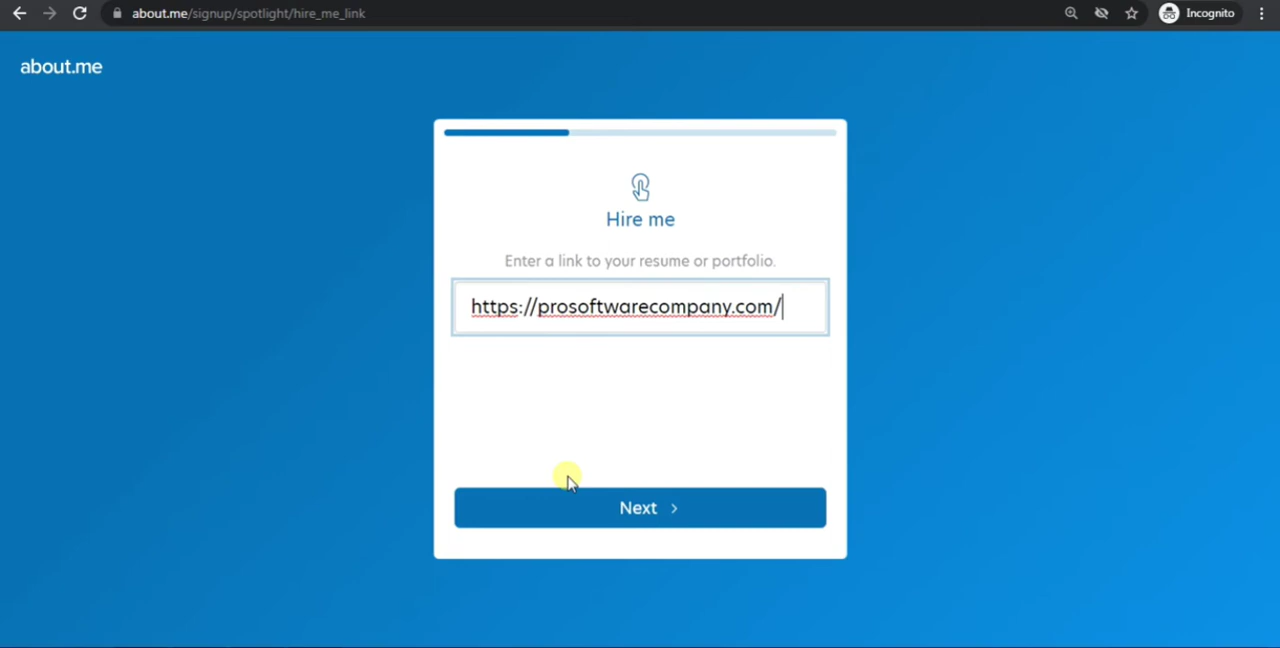 about.me/signup/spotlight/hire_me_link
Incognito
about.me
Hire me
Enter a link to your resume or portfolio.
https://prosoftwarecompany.com/
Next